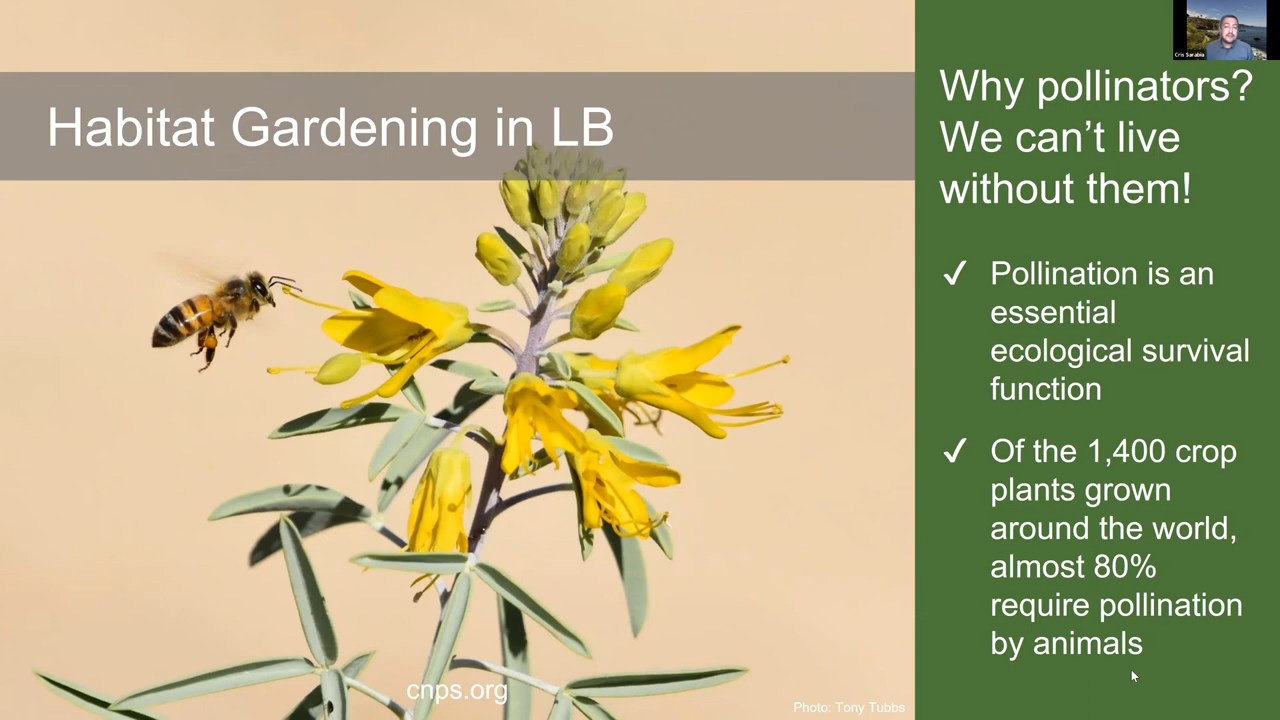 Habitat Gardening in LB
cnps.org
Photo: Tony Tubbs
Cris Sarabia
Why pollinators?
We can’t live
without them!
✓ Pollination is an
essential
ecological survival
function
✓ Of the 1,400 crop
plants grown
around the world,
almost 80%
require pollination
by animals